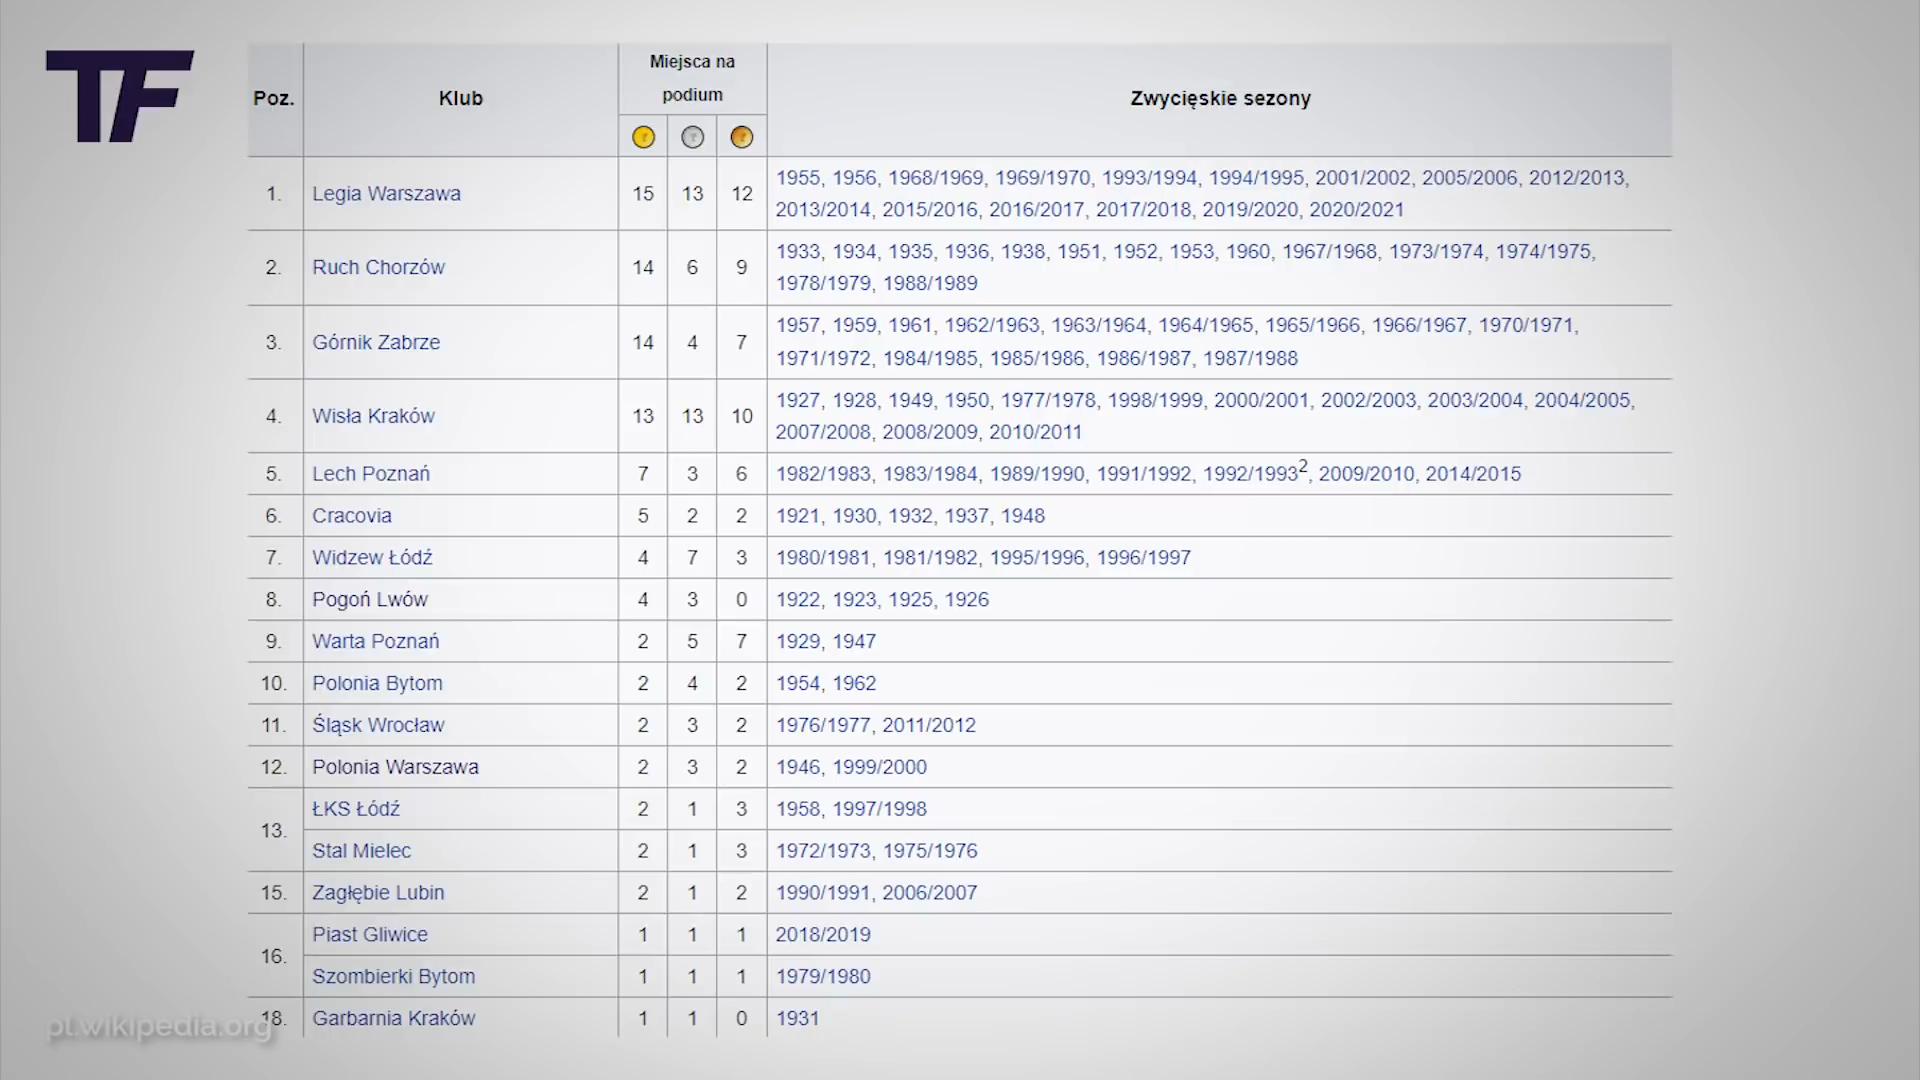 TF
Poz. Klub Miejsca na podium Zwycięskie sezony
1. Legia Warszawa 15 13 12 1955, 1956, 1968/1969, 1969/1970, 1993/1994, 1994/1995, 2001/2002, 2005/2006, 2012/2013,
2013/2014, 2015/2016, 2016/2017, 2017/2018, 2019/2020, 2020/2021
2. Ruch Chorzów 14 6 9 1933, 1934, 1935, 1936, 1938, 1951, 1952, 1953, 1960, 1967/1968, 1973/1974, 1974/1975,
1978/1979, 1988/1989
3. Górnik Zabrze 14 4 7 1957, 1959, 1961, 1962/1963, 1963/1964, 1964/1965, 1965/1966, 1966/1967, 1970/1971,
1971/1972, 1984/1985, 1985/1986, 1986/1987, 1987/1988
4. Wisła Kraków 13 13 10 1927, 1928, 1949, 1950, 1977/1978, 1998/1999, 2000/2001, 2002/2003, 2003/2004, 2004/2005,
2007/2008, 2008/2009, 2010/2011
5. Lech Poznań 7 3 6 1982/1983, 1983/1984, 1989/1990, 1991/1992, 1992/1993², 2009/2010, 2014/2015
6. Cracovia 5 2 2 1921, 1930, 1932, 1937, 1948
7. Widzew Łódź 4 7 3 1980/1981, 1981/1982, 1995/1996, 1996/1997
8. Pogoń Lwów 4 3 0 1922, 1923, 1925, 1926
9. Warta Poznań 2 5 7 1929, 1947
10. Polonia Bytom 2 4 2 1954, 1962
11. Śląsk Wrocław 2 3 2 1976/1977, 2011/2012
12. Polonia Warszawa 2 3 2 1946, 1999/2000
13. ŁKS Łódź 2 1 3 1958, 1997/1998
Stal Mielec 2 1 3 1972/1973, 1975/1976
15. Zagłębie Lubin 2 1 2 1990/1991, 2006/2007
16. Piast Gliwice 1 1 1 2018/2019
Szombierki Bytom 1 1 1 1979/1980
18. Garbarnia Kraków 1 1 0 1931
pl.wikipedia.org